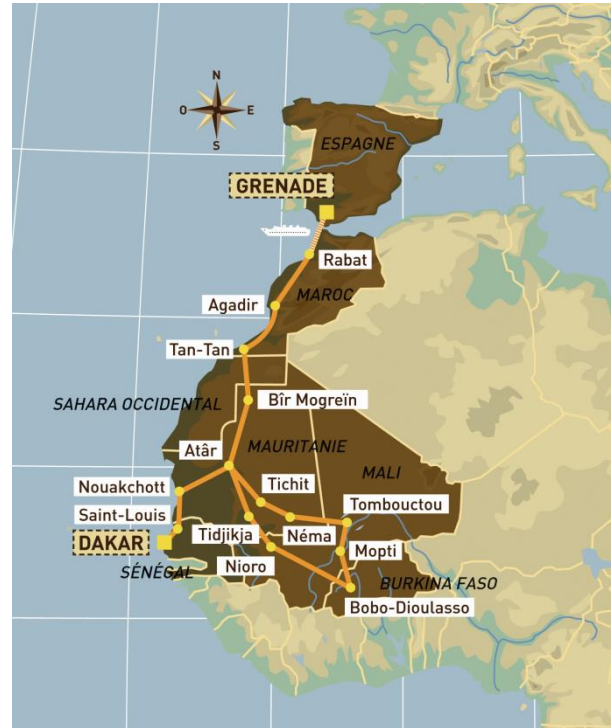 N
O
E
S
ESPAGNE
GRENADE
Rabat
MAROC
Agadir
Tan-Tan
SAHARA OCCIDENTAL
Bîr Mogreïn
Atâr
MAURITANIE
MALI
Nouakchott
Tichit
Tombouctou
Saint-Louis
DAKAR
Tidjikja
Néma
Mopti
Nioro
SÉNÉGAL
BURKINA FASO
Bobo-Dioulasso